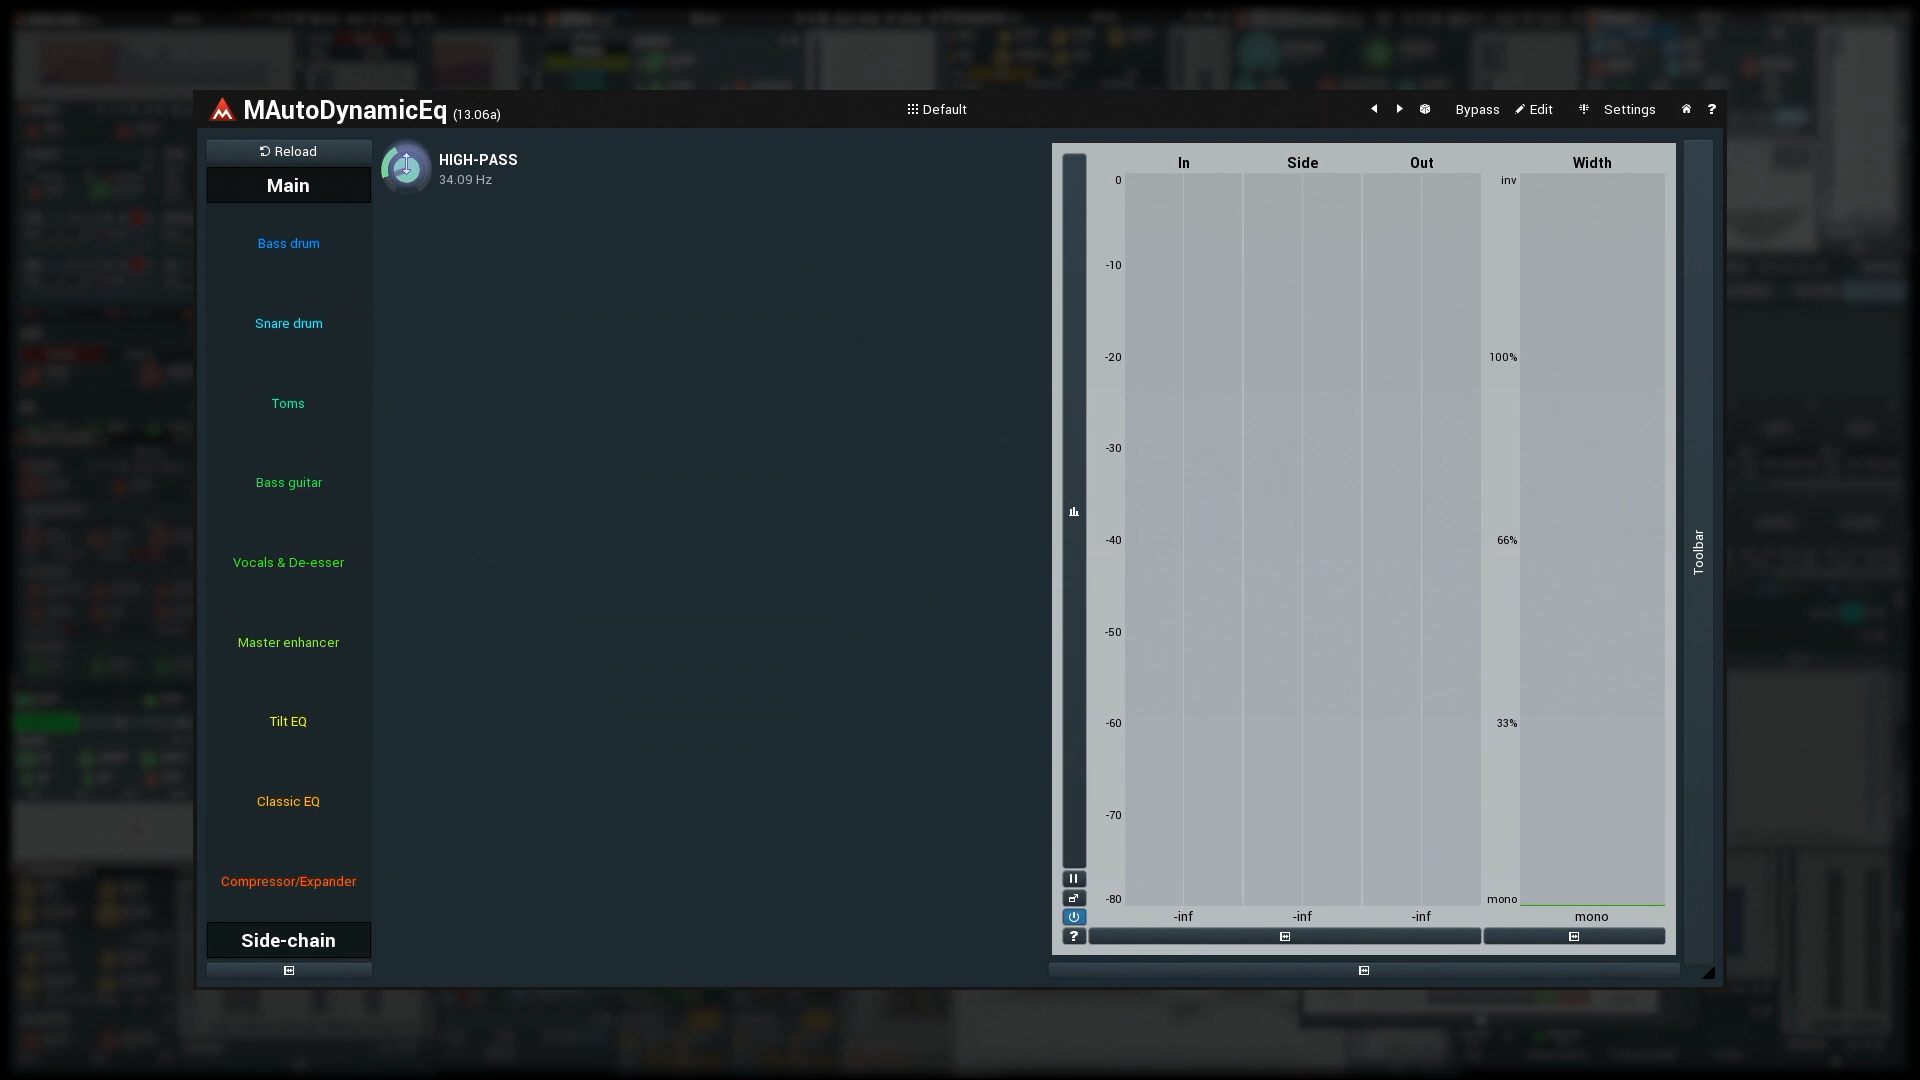 MAutoDynamicEq (13.06a)
Default
Bypass
Edit
Settings
?
Reload
Main
Bass drum
Snare drum
Toms
Bass guitar
Vocals & De-esser
Master enhancer
Tilt EQ
Classic EQ
Compressor/Expander
Side-chain
HIGH-PASS
34.09 Hz
In Side Out Width
0 inv
-10
-20 100%
-30
-40 66%
-50
-60 33%
-70
-80 mono
-inf -inf -inf mono
?
Toolbar